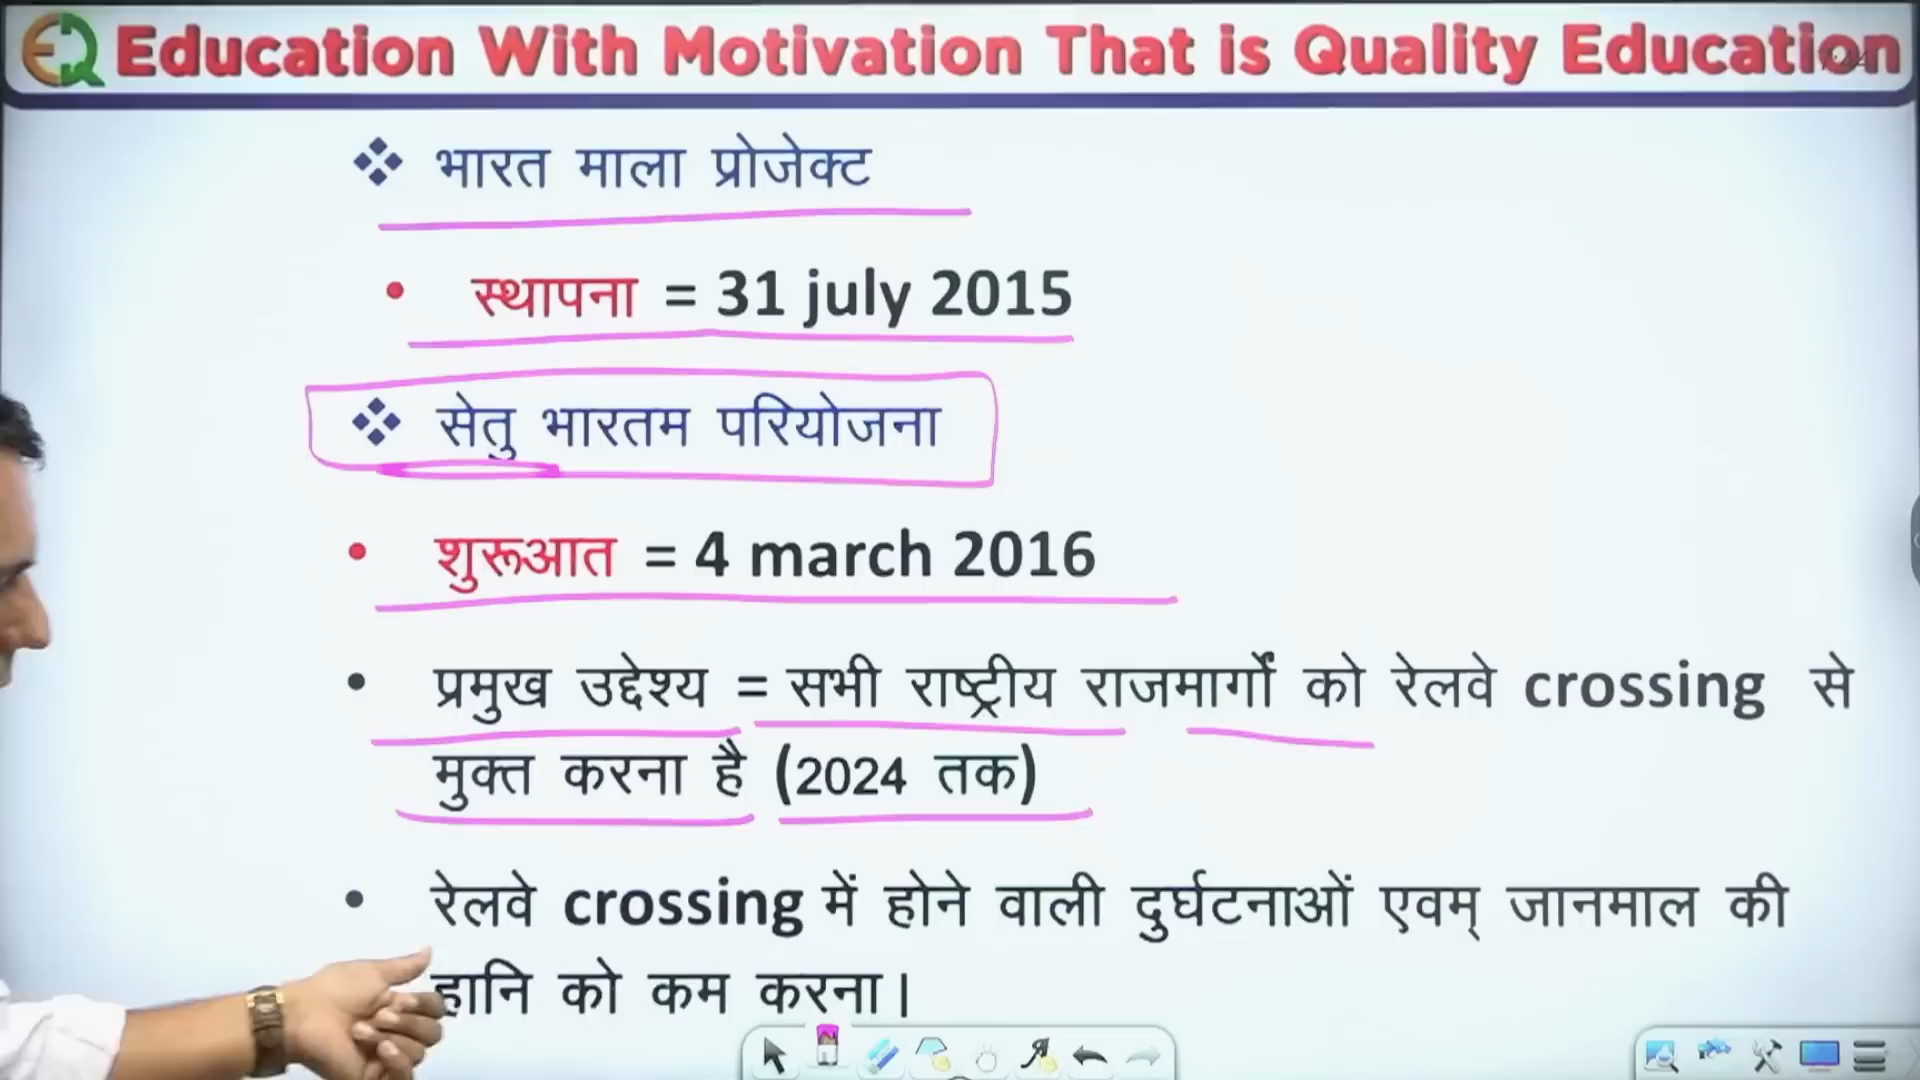 EQ Education With Motivation That is Quality Education
❖ भारत माला प्रोजेक्ट
• स्थापना = 31 july 2015
❖ सेतु भारतम परियोजना
• शुरूआत = 4 march 2016
• प्रमुख उद्देश्य = सभी राष्ट्रीय राजमार्गों को रेलवे crossing से
मुक्त करना है (2024 तक)
• रेलवे crossing में होने वाली दुर्घटनाओं एवम् जानमाल की
हानि को कम करना।